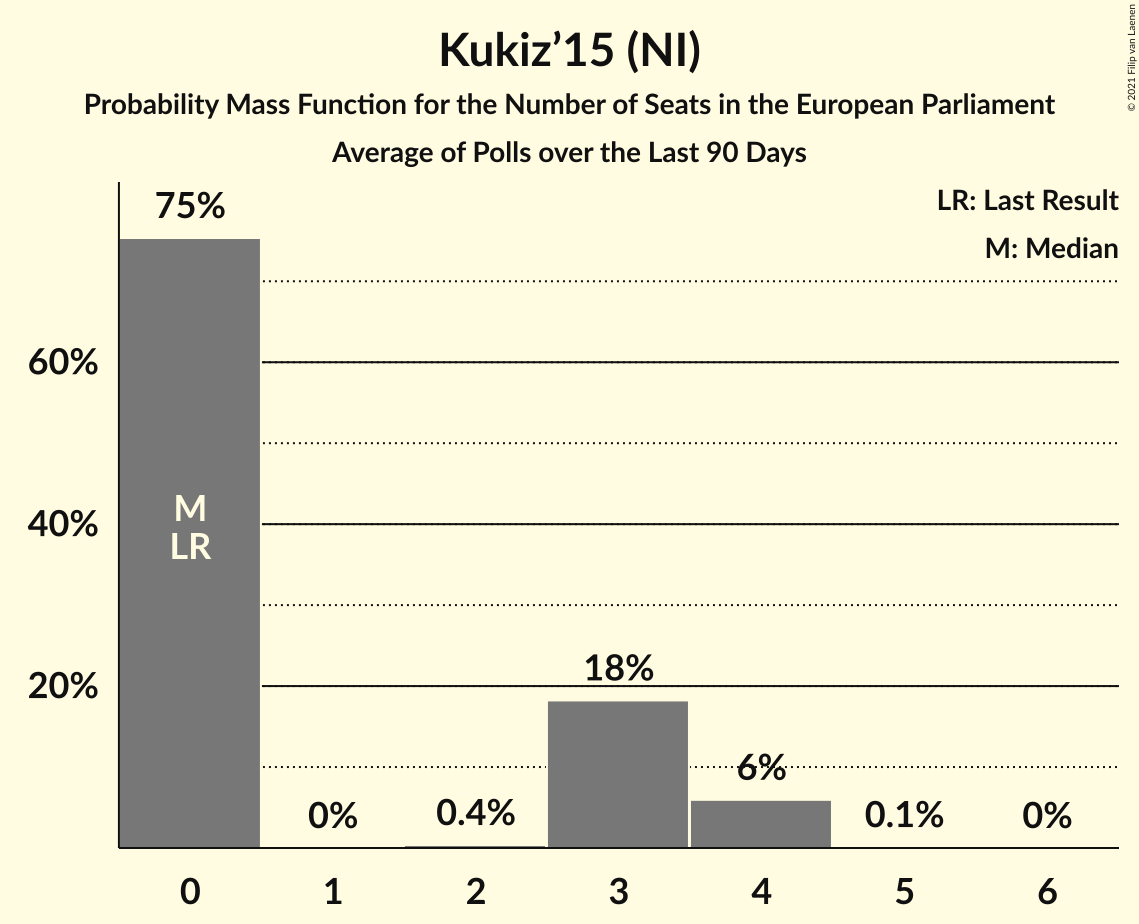 Kukiz’15 (NI)
Probability Mass Function for the Number of Seats in the European Parliament
Average of Polls over the Last 90 Days
© 2021 Filip van Laenen
LR: Last Result
M: Median
75%
60%
40%
20%
M
LR
0%
0.4%
18%
6%
0.1%
0%
0 1 2 3 4 5 6